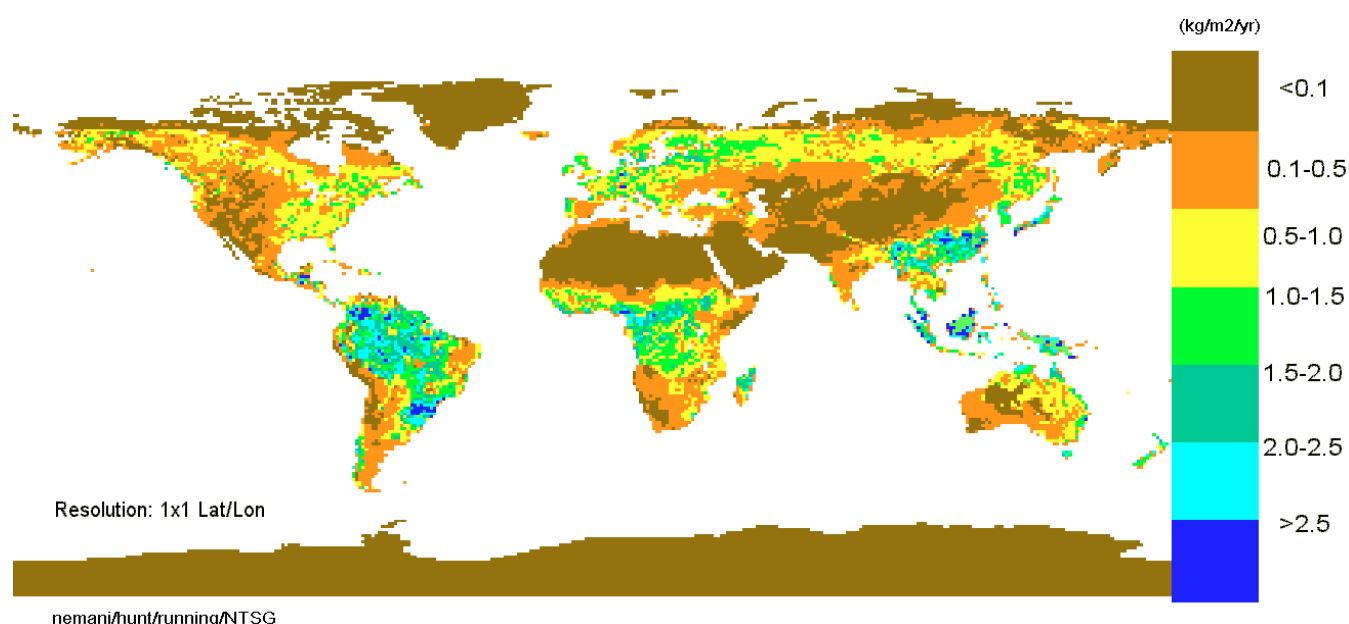 (kg/m2/yr)
<0.1
0.1-0.5
0.5-1.0
1.0-1.5
1.5-2.0
2.0-2.5
>2.5
Resolution: 1x1 Lat/Lon
nemani/hunt/running/NTSG